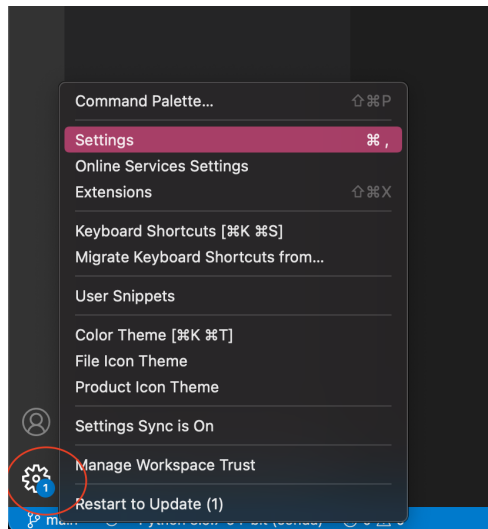 Command Palette... ⇧⌘P
Settings ⌘ ,
Online Services Settings
Extensions ⇧⌘X
Keyboard Shortcuts [⌘K ⌘S]
Migrate Keyboard Shortcuts from...
User Snippets
Color Theme [⌘K ⌘T]
File Icon Theme
Product Icon Theme
Settings Sync is On
Manage Workspace Trust
1
Restart to Update (1)